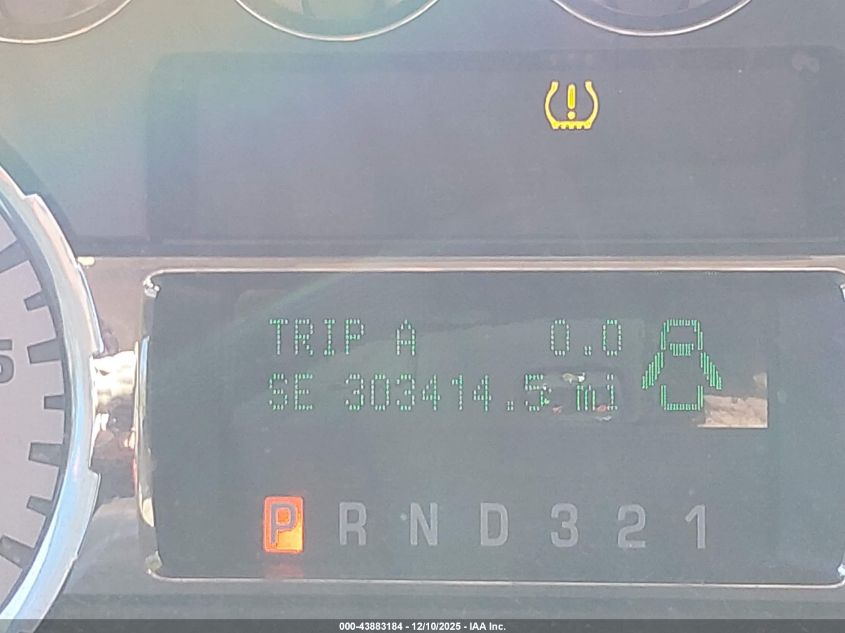 TRIP A 0.0
SE 303414.5 mi
P R N D 3 2 1
000-43883184 - 12/10/2025 - IAA Inc.